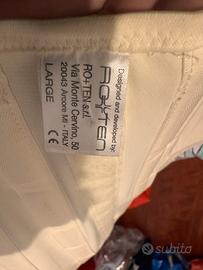 Designed and developed by:
RO+TEN
RO+TEN s.r.l.
Via Monte Cervino, 50
20043 Arcore MI - ITALY
CE
LARGE
subito